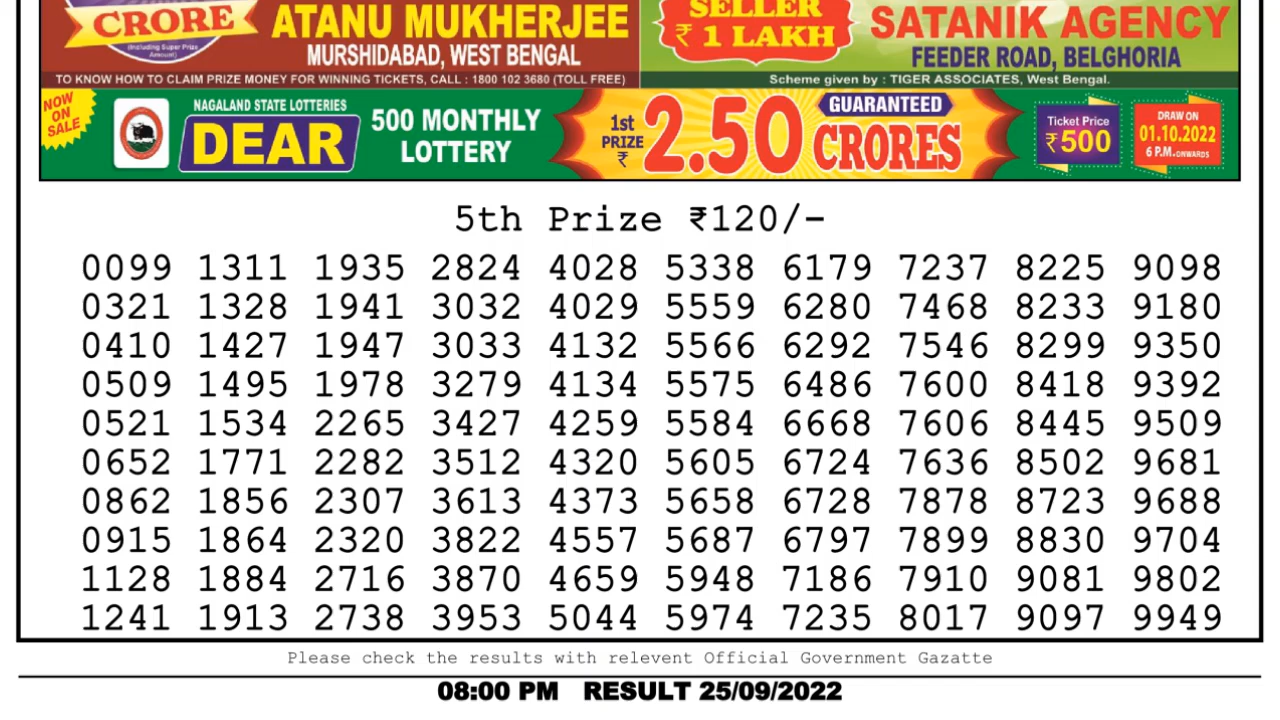 CRORE
(Including Super Prize Amount)
ATANU MUKHERJEE
MURSHIDABAD, WEST BENGAL
TO KNOW HOW TO CLAIM PRIZE MONEY FOR WINNING TICKETS, CALL : 1800 102 3680 (TOLL FREE)
SELLER
₹ 1 LAKH
SATANIK AGENCY
FEEDER ROAD, BELGHORIA
Scheme given by : TIGER ASSOCIATES, West Bengal.
NOW
ON
SALE
NAGALAND STATE LOTTERIES
DEAR
500 MONTHLY
LOTTERY
1st
PRIZE
₹
2.50
GUARANTEED
CRORES
Ticket Price
₹500
DRAW ON
01.10.2022
6 P.M. ONWARDS
5th Prize ₹120/-
0099 1311 1935 2824 4028 5338 6179 7237 8225 9098
0321 1328 1941 3032 4029 5559 6280 7468 8233 9180
0410 1427 1947 3033 4132 5566 6292 7546 8299 9350
0509 1495 1978 3279 4134 5575 6486 7600 8418 9392
0521 1534 2265 3427 4259 5584 6668 7606 8445 9509
0652 1771 2282 3512 4320 5605 6724 7636 8502 9681
0862 1856 2307 3613 4373 5658 6728 7878 8723 9688
0915 1864 2320 3822 4557 5687 6797 7899 8830 9704
1128 1884 2716 3870 4659 5948 7186 7910 9081 9802
1241 1913 2738 3953 5044 5974 7235 8017 9097 9949
Please check the results with relevent Official Government Gazatte
08:00 PM RESULT 25/09/2022